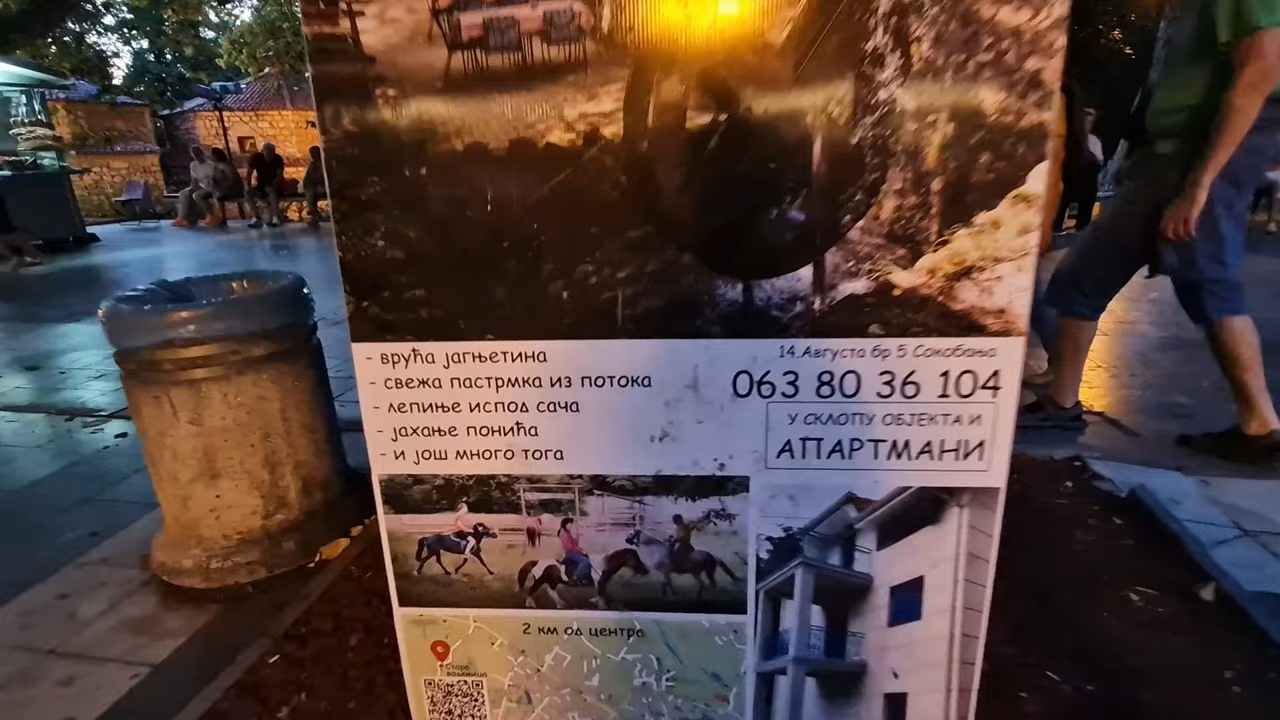 - врућа јагњетина
- свежа пастрмка из потока
- лепиње испод сача
- јахање понића
- и још много тога
14.Августа бр 5 Сокобања
063 80 36 104
У СКЛОПУ ОБЈЕКТА И
АПАРТМАНИ
2 км од центра
Стара